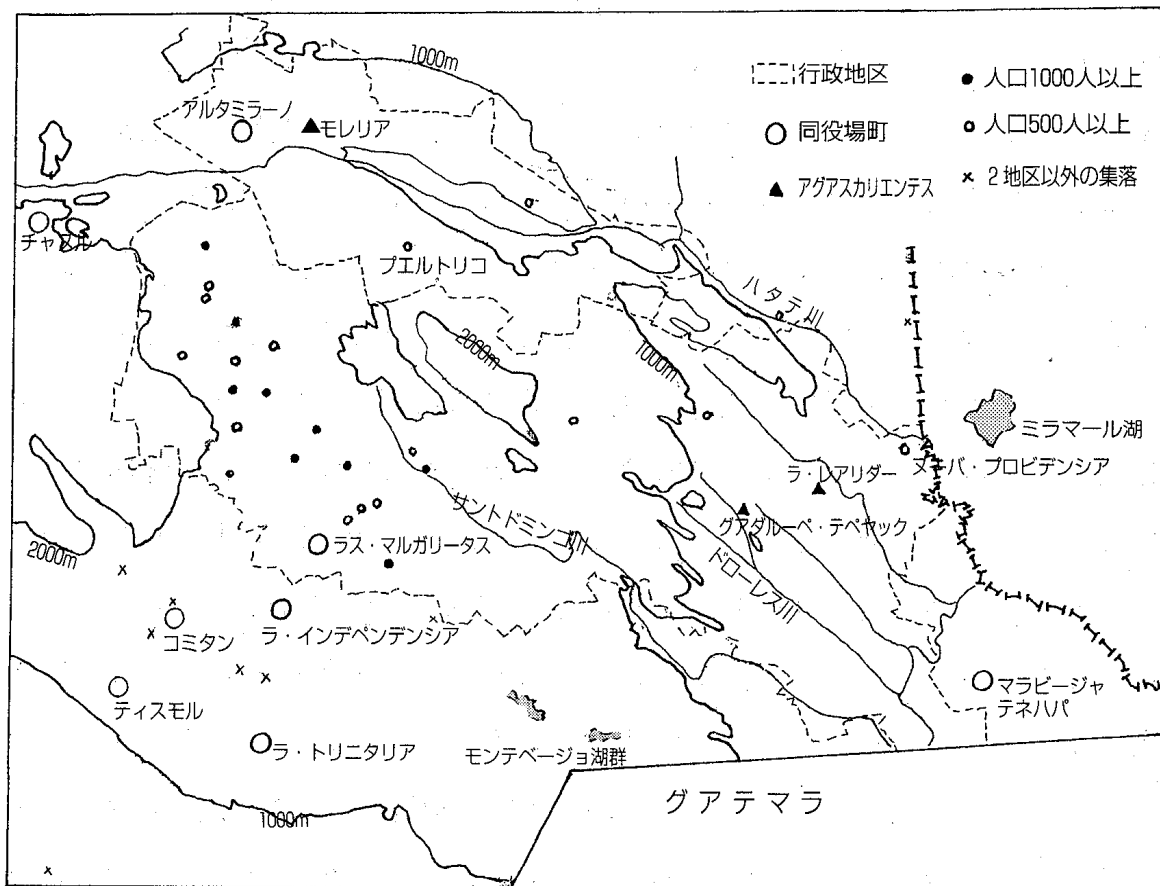 1000m
行政地区
人口1000人以上
アルタミラーノ
モレリア
同役場町
人口500人以上
アグアスカリエンテス
2地区以外の集落
プエルトリコ
ハタテ川
2000m
1000m
ミラマール湖
ヌエバ・プロビデンシア
ラ・レアリダー
グアダルーペ・テペヤック
サントドミンゴ川
ドローレス川
ラス・マルガリータス
2000m
コミタン
ラ・インデペンデンシア
ティスモル
マラビージャ
テネハパ
ラ・トリニタリア
モンテベージョ湖群
グアテマラ
1000m